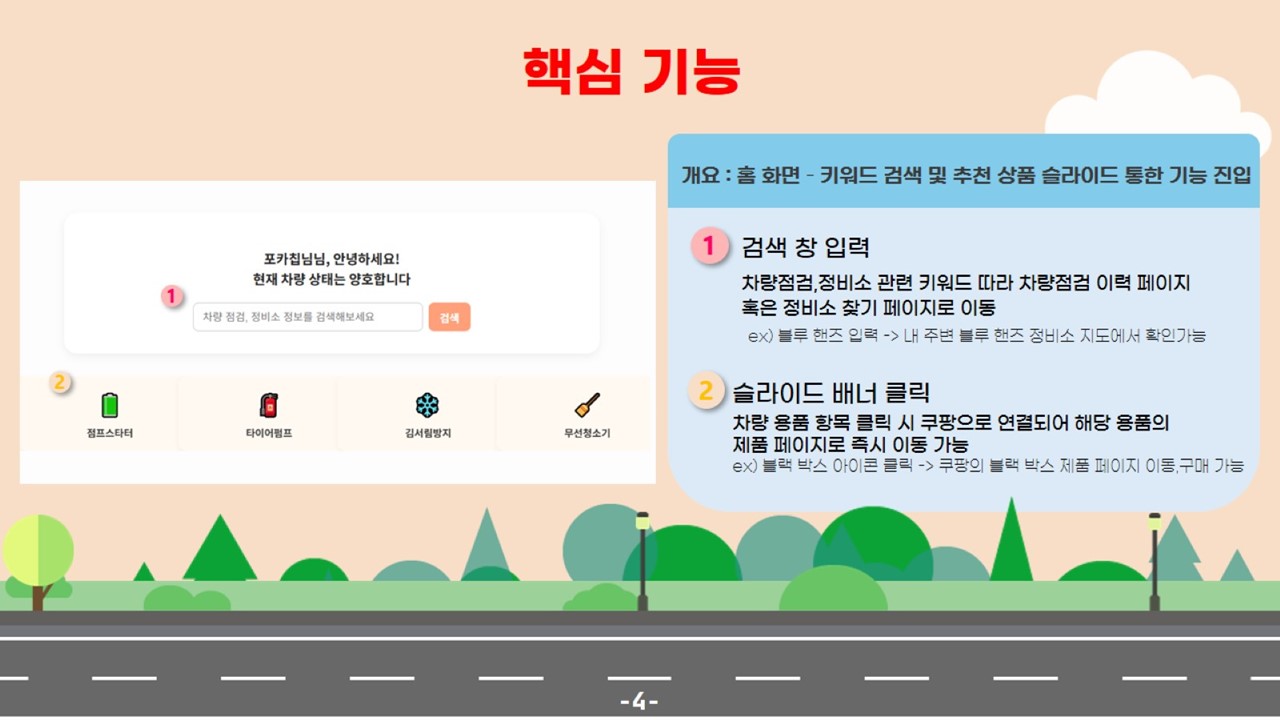 핵심 기능
포카칩님님, 안녕하세요!
현재 차량 상태는 양호합니다
1
차량 점검, 정비소 정보를 검색해보세요
검색
2
점프스타터
타이어펌프
김서림방지
무선청소기
개요 : 홈 화면 - 키워드 검색 및 추천 상품 슬라이드 통한 기능 진입
1 검색 창 입력
차량점검,정비소 관련 키워드 따라 차량점검 이력 페이지
혹은 정비소 찾기 페이지로 이동
ex) 블루 핸즈 입력 -> 내 주변 블루 핸즈 정비소 지도에서 확인가능
2 슬라이드 배너 클릭
차량 용품 항목 클릭 시 쿠팡으로 연결되어 해당 용품의
제품 페이지로 즉시 이동 가능
ex) 블랙 박스 아이콘 클릭 -> 쿠팡의 블랙 박스 제품 페이지 이동,구매 가능
-4-